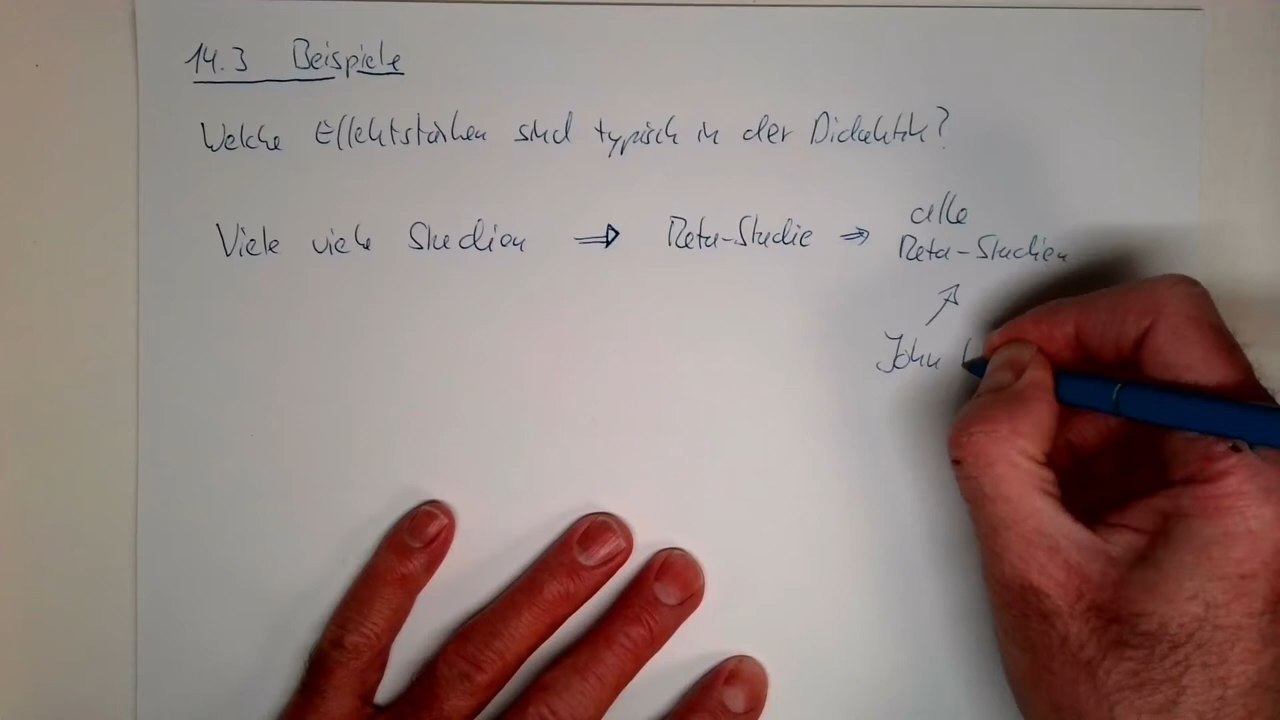 14.3 Beispiele
Welche Effektstärken sind typisch in der Didaktik?
Viele viele Studien ⇒ Meta-Studie ⇒ alle Meta-Studien
John